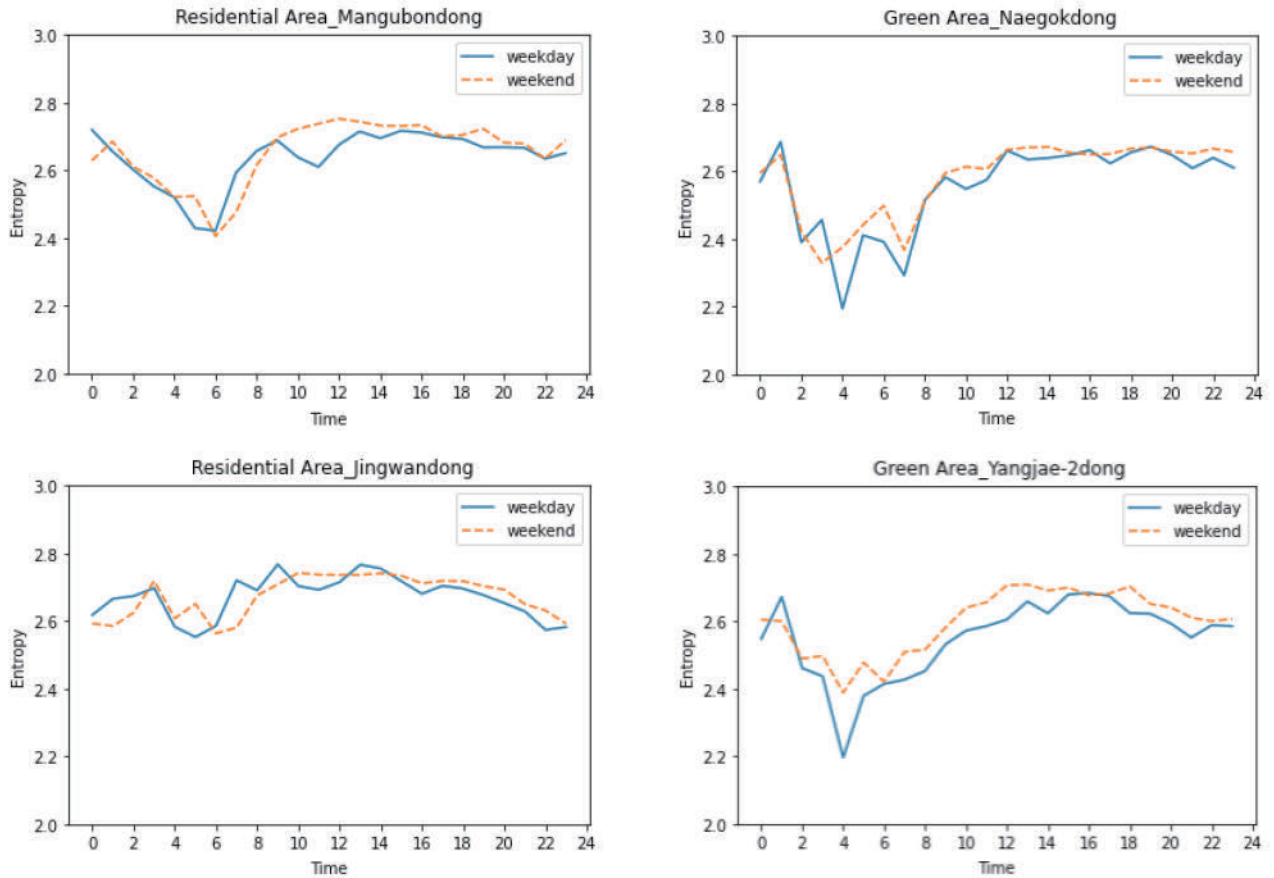 Residential Area_Mangubondong
3.0
2.8
2.6
2.4
2.2
2.0
Entropy
weekday
weekend
0 2 4 6 8 10 12 14 16 18 20 22 24
Time
Green Area_Naegokdong
3.0
2.8
2.6
2.4
2.2
2.0
Entropy
weekday
weekend
0 2 4 6 8 10 12 14 16 18 20 22 24
Time
Residential Area_Jingwandong
3.0
2.8
2.6
2.4
2.2
2.0
Entropy
weekday
weekend
0 2 4 6 8 10 12 14 16 18 20 22 24
Time
Green Area_Yangjae-2dong
3.0
2.8
2.6
2.4
2.2
2.0
Entropy
weekday
weekend
0 2 4 6 8 10 12 14 16 18 20 22 24
Time